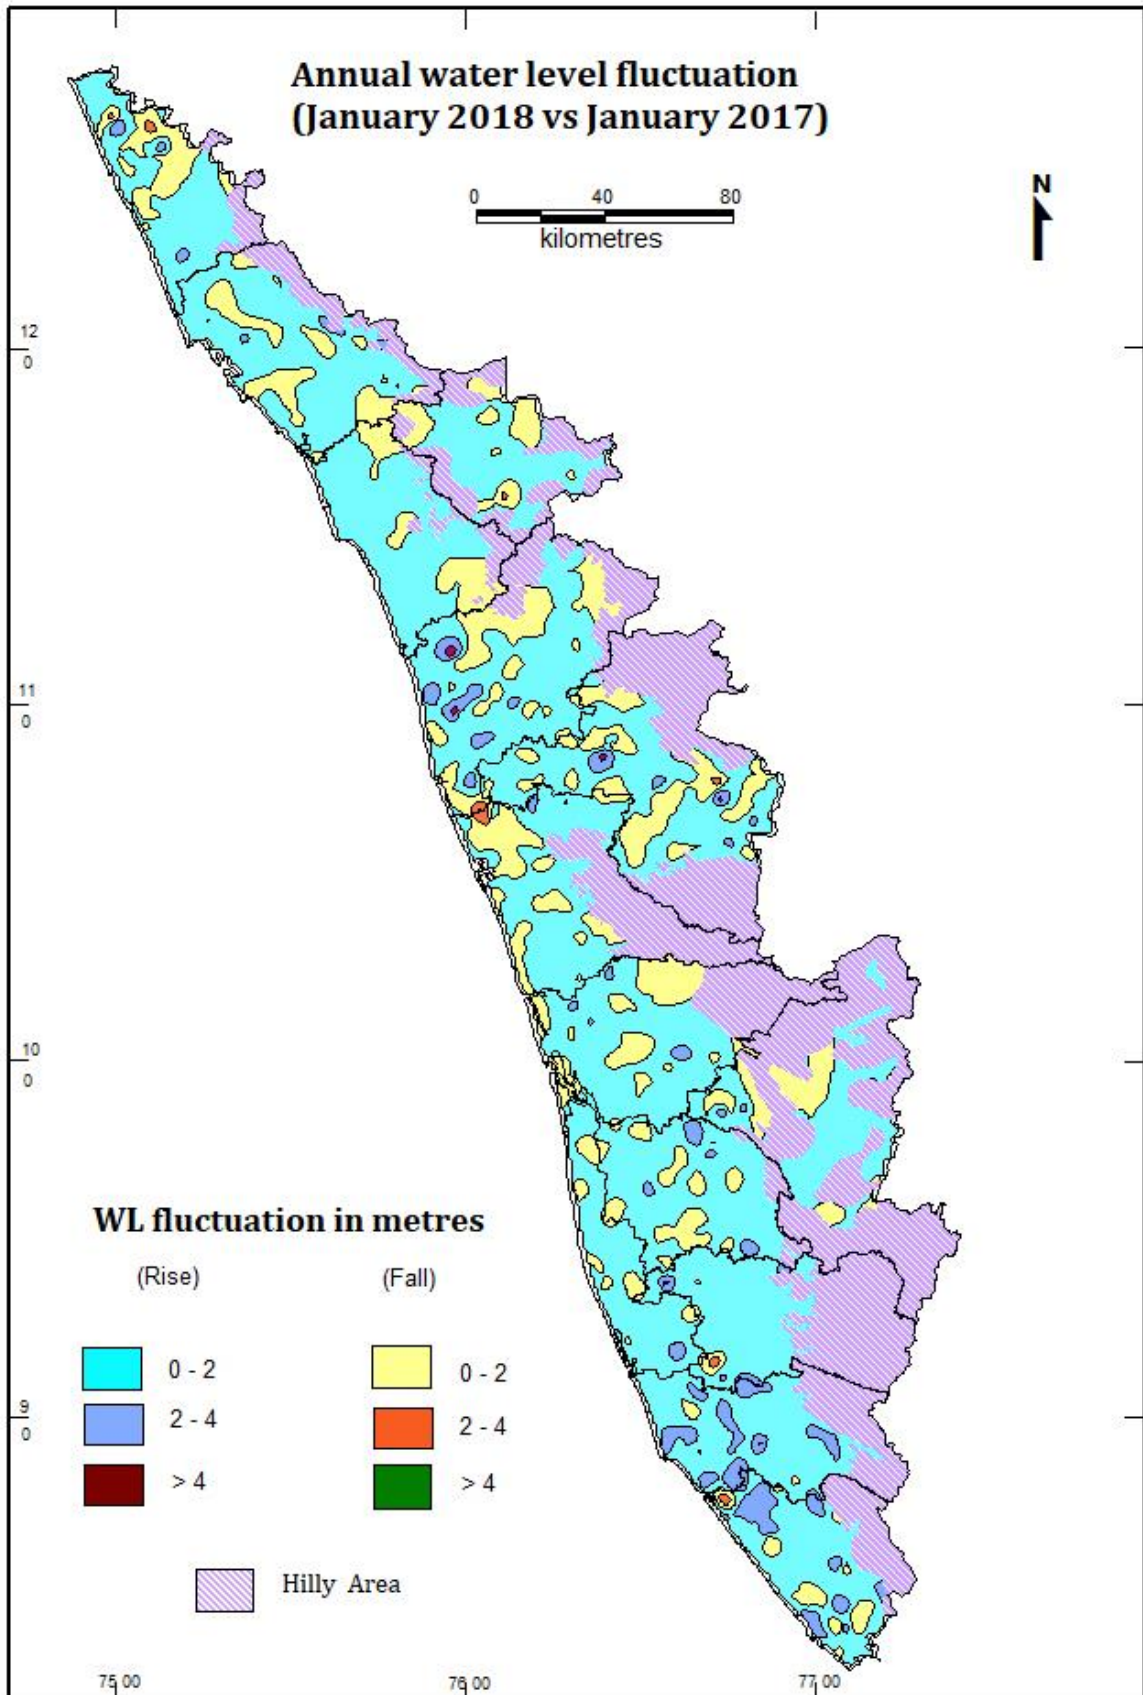 Annual water level fluctuation
(January 2018 vs January 2017)
0 40 80
kilometres
N
12
0
11
0
10
0
9
0
WL fluctuation in metres
(Rise) (Fall)
0 - 2 0 - 2
2 - 4 2 - 4
> 4 > 4
Hilly Area
75 00 76 00 77 00